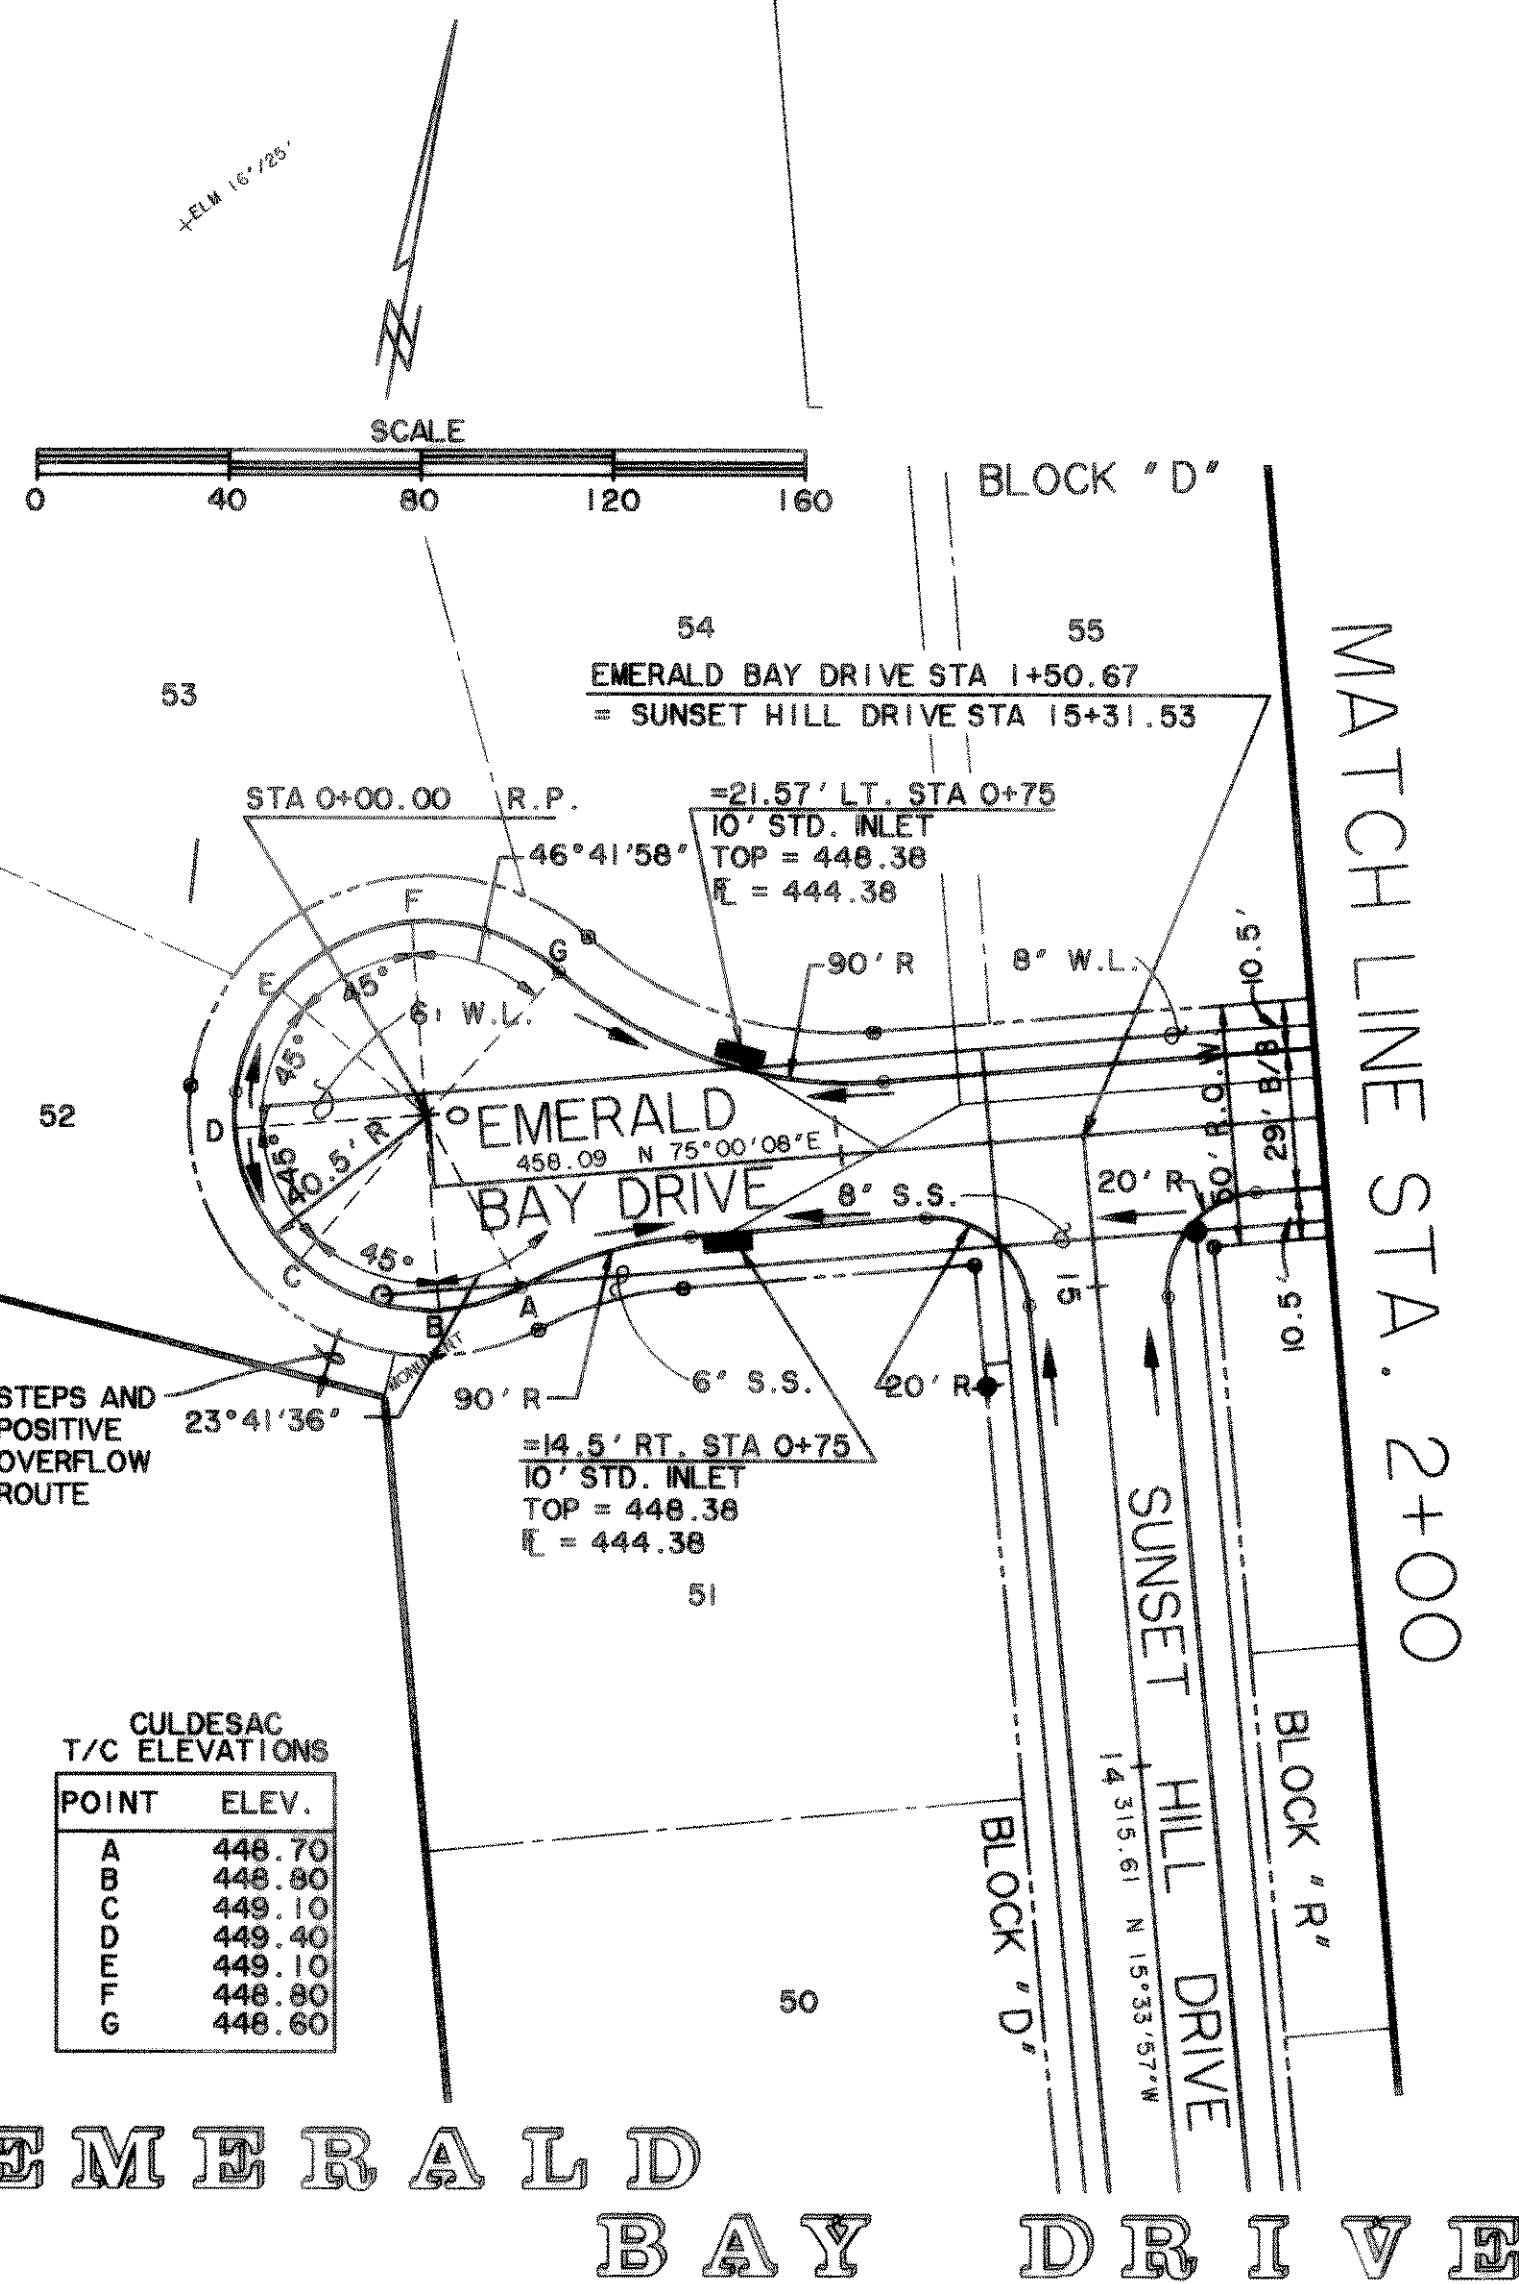 ELM 16"/25'
SCALE
0 40 80 120 160
BLOCK "D"
54
55
53
EMERALD BAY DRIVE STA 1+50.67
= SUNSET HILL DRIVE STA 15+31.53
MATCH LINE STA. 2+00
STA 0+00.00 R.P.
=21.57' LT. STA 0+75
10' STD. INLET
TOP = 448.38
FL = 444.38
46°41'58"
F
G
E
45°
6" W.L.
90' R
8" W.L.
10.5'
45°
52
D
0
EMERALD
458.09 N 75°00'08"E
BAY DRIVE
50' R.O.W.
29' B/B
45°
40.5' R
8" S.S.
20' R
C
45°
B
A
15
10.5'
MONUMENT
STEPS AND
POSITIVE
OVERFLOW
ROUTE
23°41'36"
90' R
6" S.S.
20' R
=14.5' RT. STA 0+75
10' STD. INLET
TOP = 448.38
FL = 444.38
51
SUNSET HILL DRIVE
14
315.61 N 15°33'57"W
BLOCK "R"
BLOCK "D"
CULDESAC
T/C ELEVATIONS
POINT ELEV.
A 448.70
B 448.80
C 449.10
D 449.40
E 449.10
F 448.80
G 448.60
50
EMERALD
BAY DRIVE